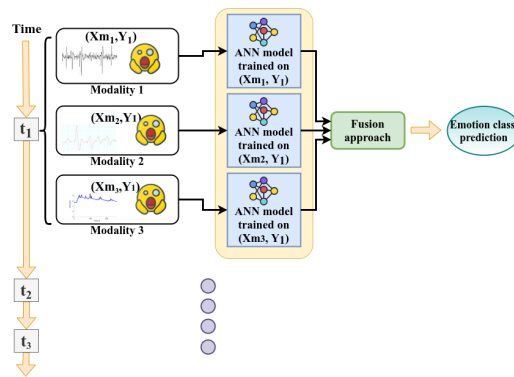 Time
(Xm₁,Y₁)
Modality 1
(Xm₂,Y₁)
Modality 2
(Xm₃,Y₁)
Modality 3
t₁
t₂
t₃
ANN model
trained on
(Xm₁, Y₁)
ANN model
trained on
(Xm2, Y₁)
ANN model
trained on
(Xm3, Y₁)
Fusion
approach
Emotion class
prediction